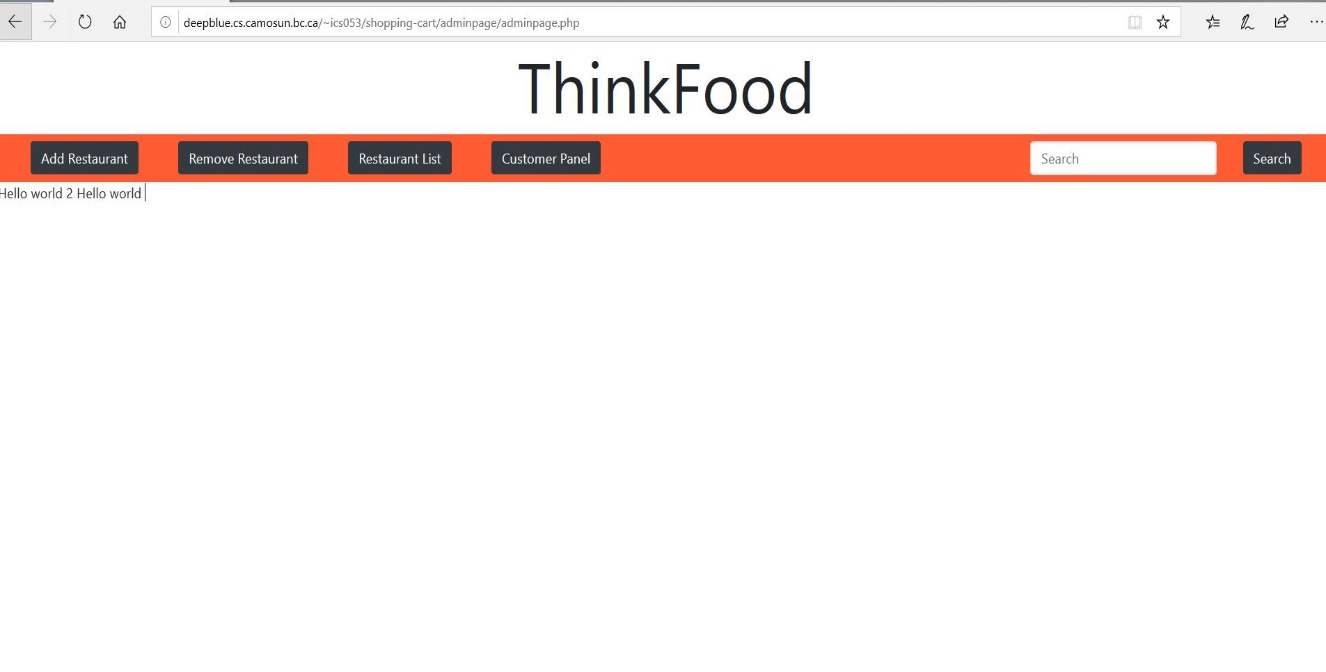 deepblue.cs.camosun.bc.ca/~ics053/shopping-cart/adminpage/adminpage.php
ThinkFood
Add Restaurant Remove Restaurant Restaurant List Customer Panel Search Search
Hello world 2 Hello world